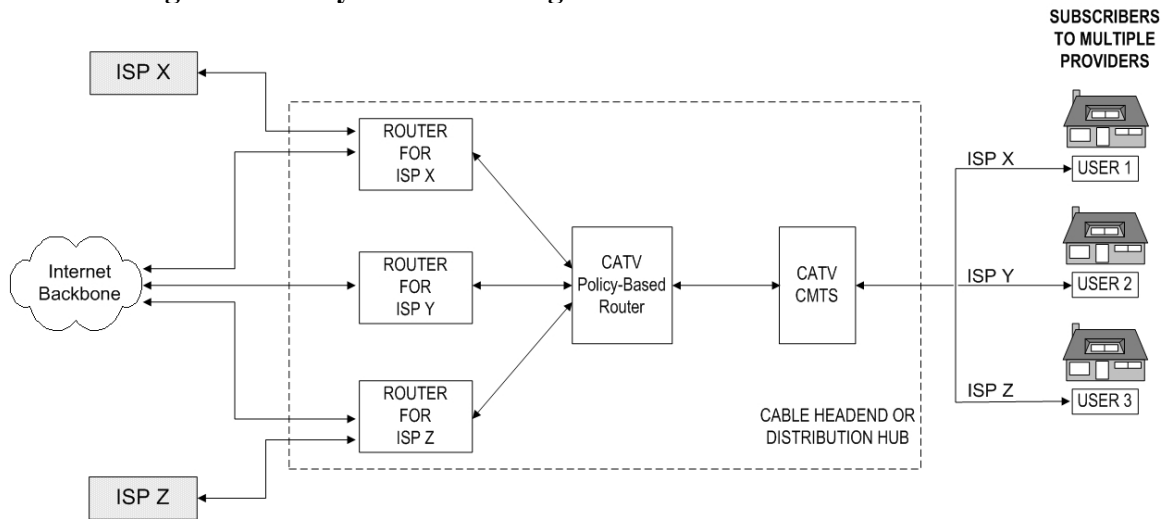 SUBSCRIBERS
TO MULTIPLE
PROVIDERS
ISP X
ROUTER
FOR
ISP X
ISP X
USER 1
Internet
Backbone
ROUTER
FOR
ISP Y
CATV
Policy-Based
Router
CATV
CMTS
ISP Y
USER 2
ROUTER
FOR
ISP Z
CABLE HEADEND OR
DISTRIBUTION HUB
ISP Z
USER 3
ISP Z